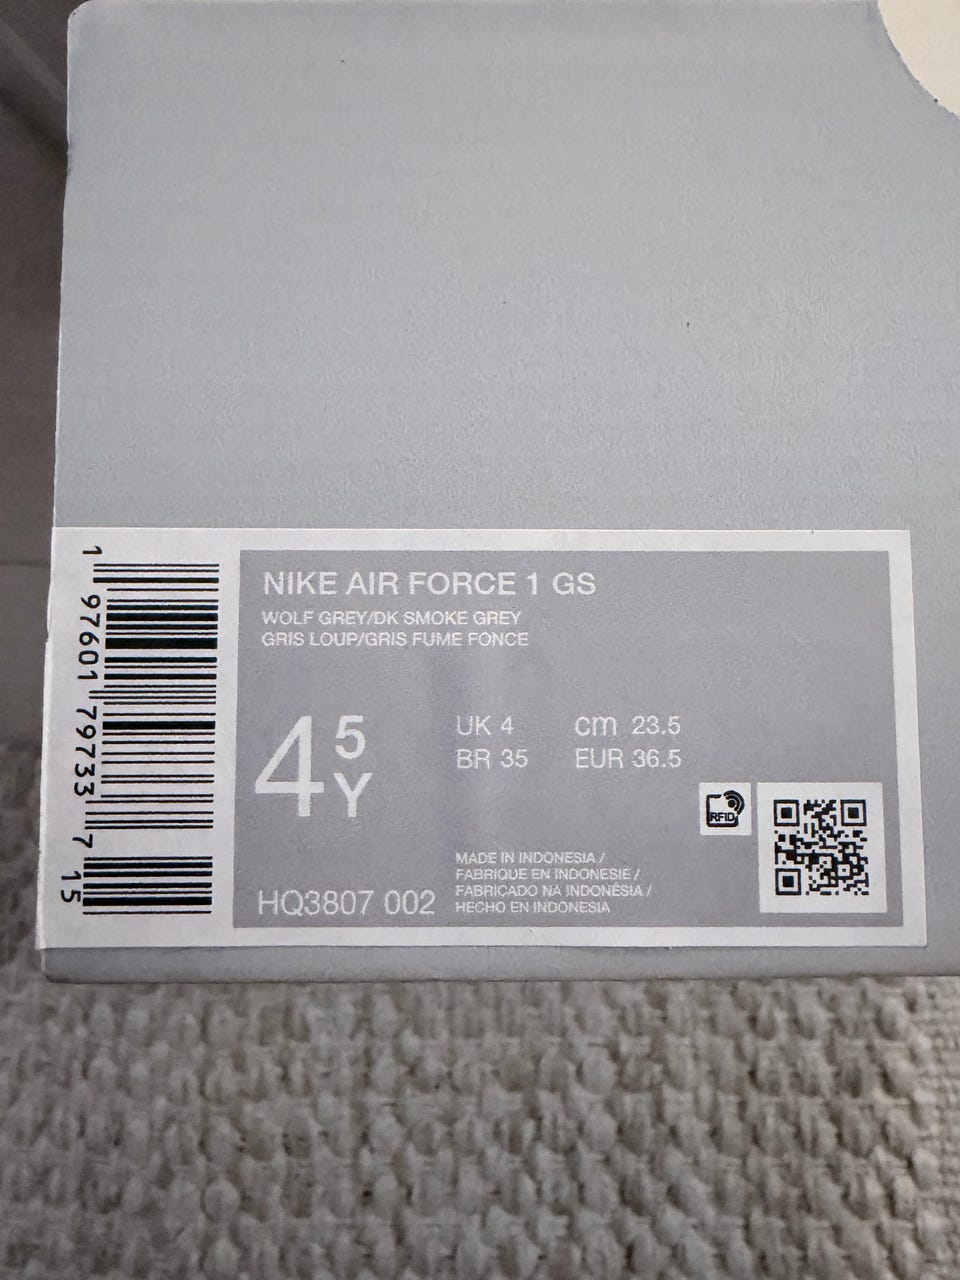 NIKE AIR FORCE 1 GS
WOLF GREY/DK SMOKE GREY
GRIS LOUP/GRIS FUME FONCE
4 5 Y
UK 4 cm 23.5
BR 35 EUR 36.5
RFID
MADE IN INDONESIA /
FABRIQUE EN INDONESIE /
FABRICADO NA INDONÉSIA /
HECHO EN INDONESIA
HQ3807 002
1 97601 79733 7 15